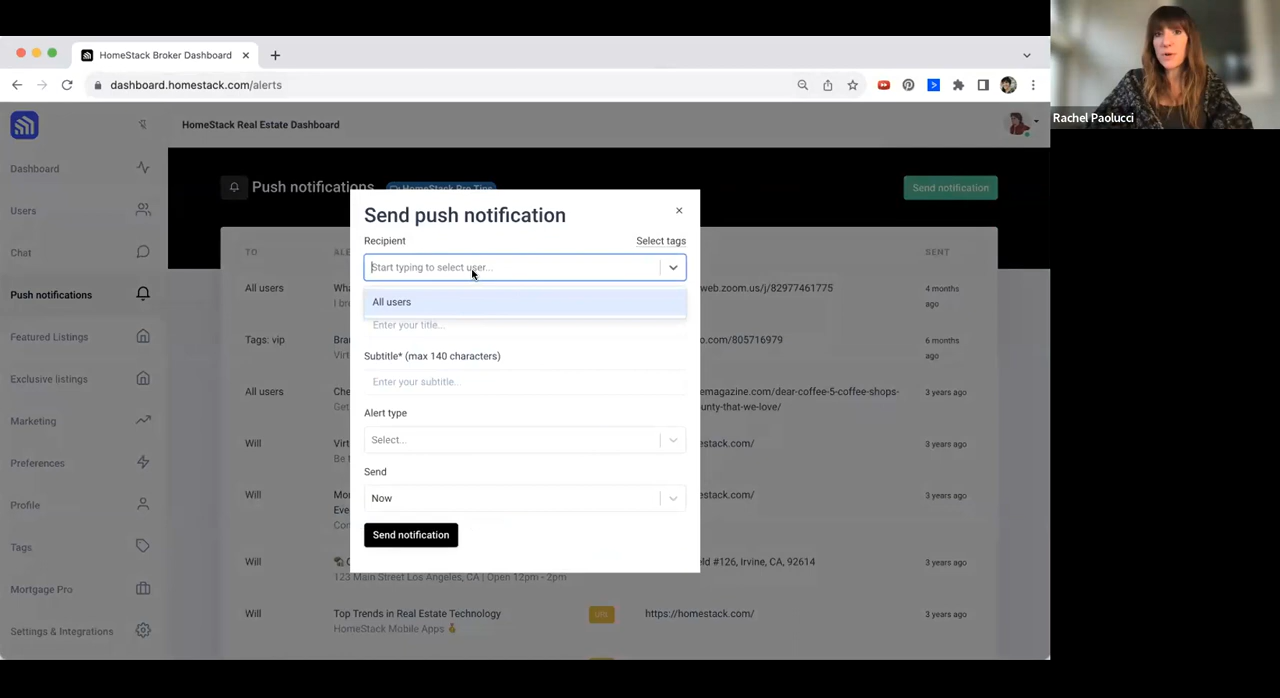 HomeStack Broker Dashboard
dashboard.homestack.com/alerts
Rachel Paolucci
HomeStack Real Estate Dashboard
Dashboard
Users
Chat
Push notifications
Featured Listings
Exclusive listings
Marketing
Preferences
Profile
Tags
Mortgage Pro
Settings & Integrations
Push notifications
HomeStack Pro Tips
Send notification
TO
SENT
All users
web.zoom.us/j/82977461775
4 months
ago
Tags: vip
o.com/805716979
6 months
ago
All users
emagazine.com/dear-coffee-5-coffee-shops-
unty-that-we-love/
3 years ago
Will
estack.com/
3 years ago
Will
estack.com/
3 years ago
Will
eld #126, Irvine, CA, 92614
3 years ago
123 Main Street Los Angeles, CA | Open 12pm - 2pm
Will
Top Trends in Real Estate Technology
URL
https://homestack.com/
3 years ago
HomeStack Mobile Apps
Send push notification
Recipient
Select tags
Start typing to select user...
All users
Enter your title...
Subtitle* (max 140 characters)
Enter your subtitle...
Alert type
Select...
Send
Now
Send notification